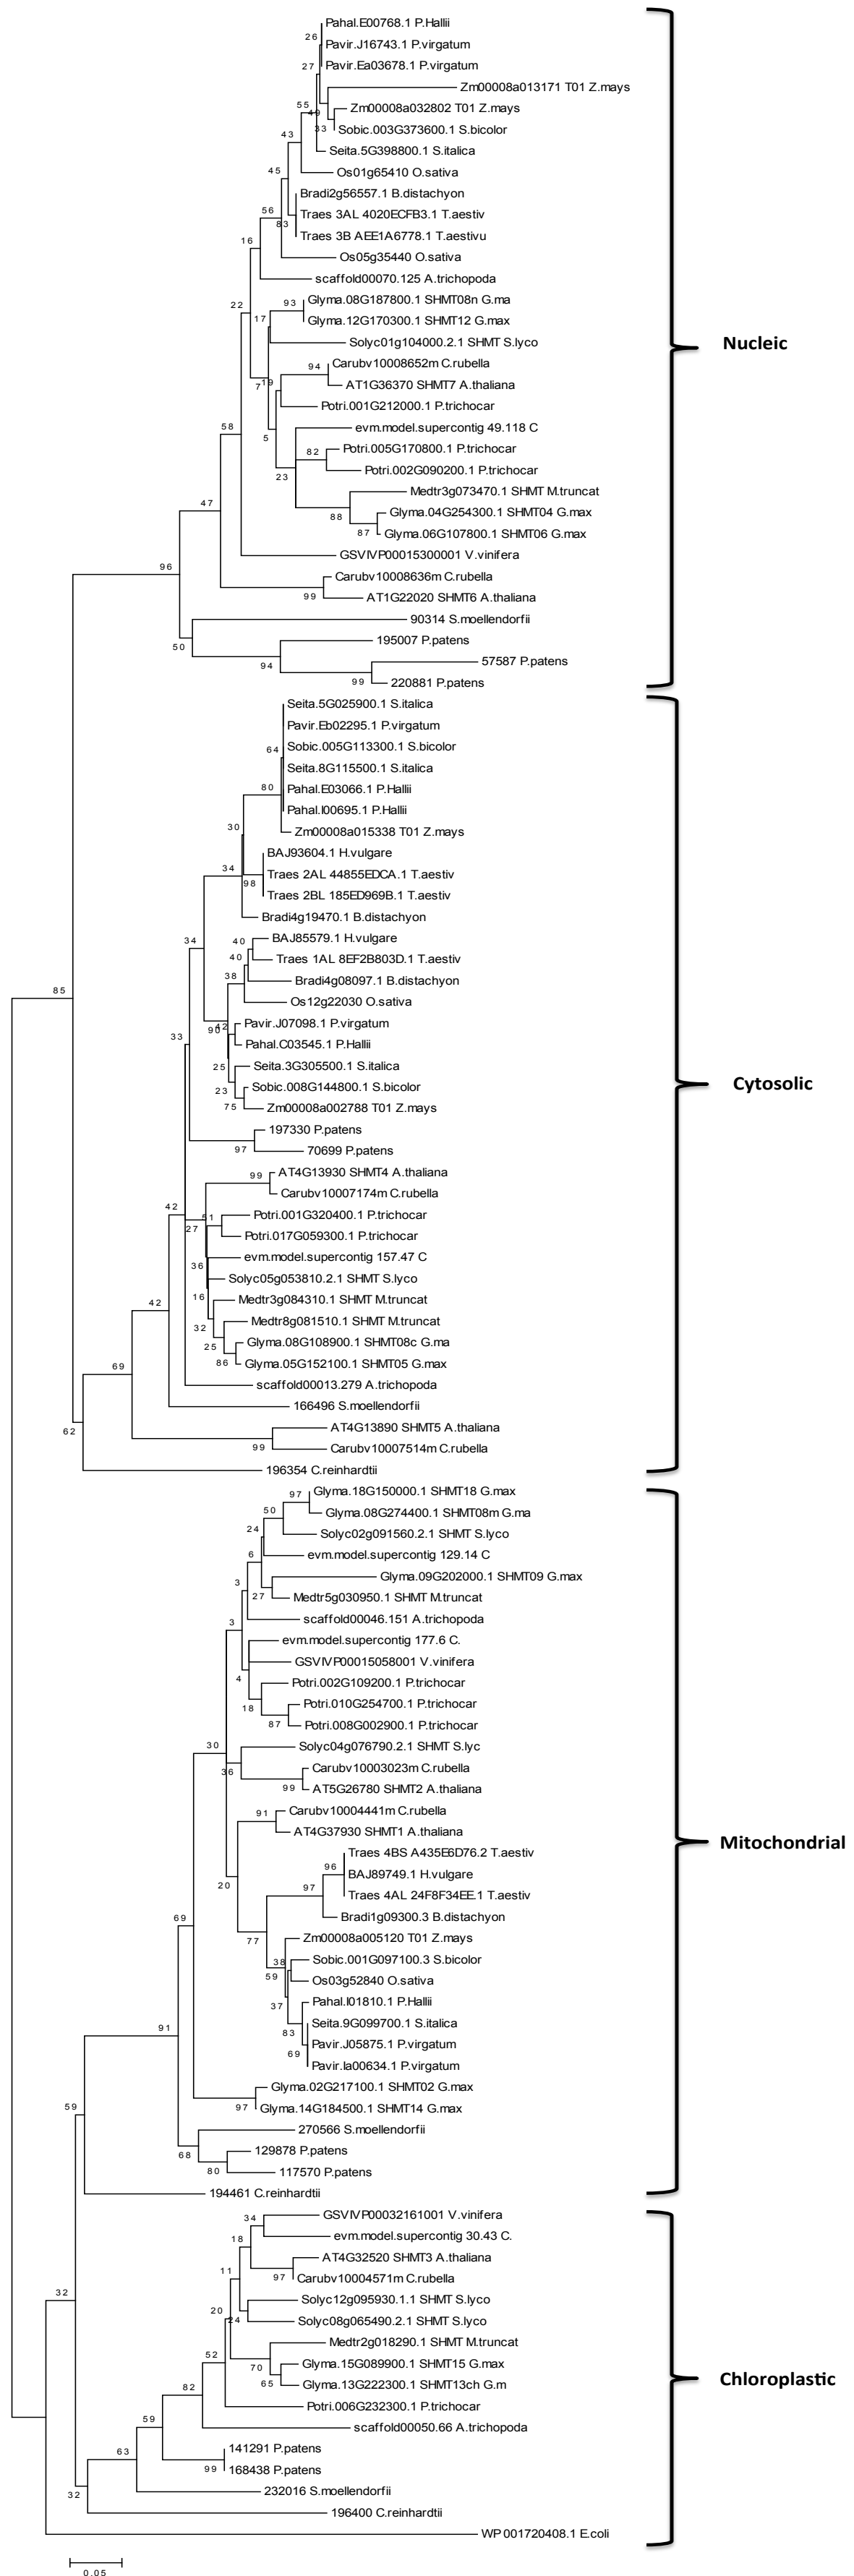 Pahal.E00768.1 P.Hallii
26
Pavir.J16743.1 P.virgatum
27
Pavir.Ea03678.1 P.virgatum
Zm00008a013171 T01 Z.mays
55
49
Zm00008a032802 T01 Z.mays
33
Sobic.003G373600.1 S.bicolor
43
Seita.5G398800.1 S.italica
45
Os01g65410 O.sativa
Bradi2g56557.1 B.distachyon
56
Traes 3AL 4020ECFB3.1 T.aestiv
83
Traes 3B AEE1A6778.1 T.aestivu
16
Os05g35440 O.sativa
scaffold00070.125 A.trichopoda
22
93
Glyma.08G187800.1 SHMT08n G.ma
17
Glyma.12G170300.1 SHMT12 G.max
Solyc01g104000.2.1 SHMT S.lyco
Nucleic
94
Carubv10008652m C.rubella
7
19
AT1G36370 SHMT7 A.thaliana
Potri.001G212000.1 P.trichocar
58
5
evm.model.supercontig 49.118 C
82
Potri.005G170800.1 P.trichocar
23
Potri.002G090200.1 P.trichocar
Medtr3g073470.1 SHMT M.truncat
47
88
Glyma.04G254300.1 SHMT04 G.max
87
Glyma.06G107800.1 SHMT06 G.max
GSVIVP00015300001 V.vinifera
96
Carubv10008636m C.rubella
99
AT1G22020 SHMT6 A.thaliana
90314 S.moellendorfii
50
195007 P.patens
94
57587 P.patens
99
220881 P.patens
Seita.5G025900.1 S.italica
Pavir.Eb02295.1 P.virgatum
64
Sobic.005G113300.1 S.bicolor
Seita.8G115500.1 S.italica
80
Pahal.E03066.1 P.Hallii
Pahal.I00695.1 P.Hallii
30
Zm00008a015338 T01 Z.mays
BAJ93604.1 H.vulgare
34
98
Traes 2AL 44855EDCA.1 T.aestiv
Traes 2BL 185ED969B.1 T.aestiv
Bradi4g19470.1 B.distachyon
34
40
BAJ85579.1 H.vulgare
40
Traes 1AL 8EF2B803D.1 T.aestiv
38
Bradi4g08097.1 B.distachyon
85
Os12g22030 O.sativa
90
42
Pavir.J07098.1 P.virgatum
33
Pahal.C03545.1 P.Hallii
25
Seita.3G305500.1 S.italica
Cytosolic
23
Sobic.008G144800.1 S.bicolor
75
Zm00008a002788 T01 Z.mays
197330 P.patens
97
70699 P.patens
99
AT4G13930 SHMT4 A.thaliana
Carubv10007174m C.rubella
42
51
Potri.001G320400.1 P.trichocar
27
Potri.017G059300.1 P.trichocar
evm.model.supercontig 157.47 C
36
Solyc05g053810.2.1 SHMT S.lyco
16
Medtr3g084310.1 SHMT M.truncat
42
32
Medtr8g081510.1 SHMT M.truncat
25
Glyma.08G108900.1 SHMT08c G.ma
86
Glyma.05G152100.1 SHMT05 G.max
69
scaffold00013.279 A.trichopoda
166496 S.moellendorfii
62
AT4G13890 SHMT5 A.thaliana
99
Carubv10007514m C.rubella
196354 C.reinhardtii
97
Glyma.18G150000.1 SHMT18 G.max
50
Glyma.08G274400.1 SHMT08m G.ma
24
Solyc02g091560.2.1 SHMT S.lyco
6
evm.model.supercontig 129.14 C
3
Glyma.09G202000.1 SHMT09 G.max
27
Medtr5g030950.1 SHMT M.truncat
3
scaffold00046.151 A.trichopoda
evm.model.supercontig 177.6 C.
4
GSVIVP00015058001 V.vinifera
Potri.002G109200.1 P.trichocar
18
Potri.010G254700.1 P.trichocar
87
Potri.008G002900.1 P.trichocar
30
Solyc04g076790.2.1 SHMT S.lyc
36
Carubv10003023m C.rubella
99
AT5G26780 SHMT2 A.thaliana
91
Carubv10004441m C.rubella
AT4G37930 SHMT1 A.thaliana
Mitochondrial
Traes 4BS A435E6D76.2 T.aestiv
96
BAJ89749.1 H.vulgare
20
97
Traes 4AL 24F8F34EE.1 T.aestiv
Bradi1g09300.3 B.distachyon
69
77
Zm00008a005120 T01 Z.mays
38
Sobic.001G097100.3 S.bicolor
59
Os03g52840 O.sativa
37
Pahal.I01810.1 P.Hallii
Seita.9G099700.1 S.italica
83
Pavir.J05875.1 P.virgatum
91
69
Pavir.Ia00634.1 P.virgatum
Glyma.02G217100.1 SHMT02 G.max
59
97
Glyma.14G184500.1 SHMT14 G.max
270566 S.moellendorfii
68
129878 P.patens
80
117570 P.patens
194461 C.reinhardtii
34
GSVIVP00032161001 V.vinifera
18
evm.model.supercontig 30.43 C.
AT4G32520 SHMT3 A.thaliana
11
97
Carubv10004571m C.rubella
32
Solyc12g095930.1.1 SHMT S.lyco
20
24
Solyc08g065490.2.1 SHMT S.lyco
52
Medtr2g018290.1 SHMT M.truncat
70
Glyma.15G089900.1 SHMT15 G.max
65
Glyma.13G222300.1 SHMT13ch G.m
Chloroplastic
82
Potri.006G232300.1 P.trichocar
59
scaffold00050.66 A.trichopoda
141291 P.patens
63
99
168438 P.patens
32
232016 S.moellendorfii
196400 C.reinhardtii
WP 001720408.1 E.coli
0.05